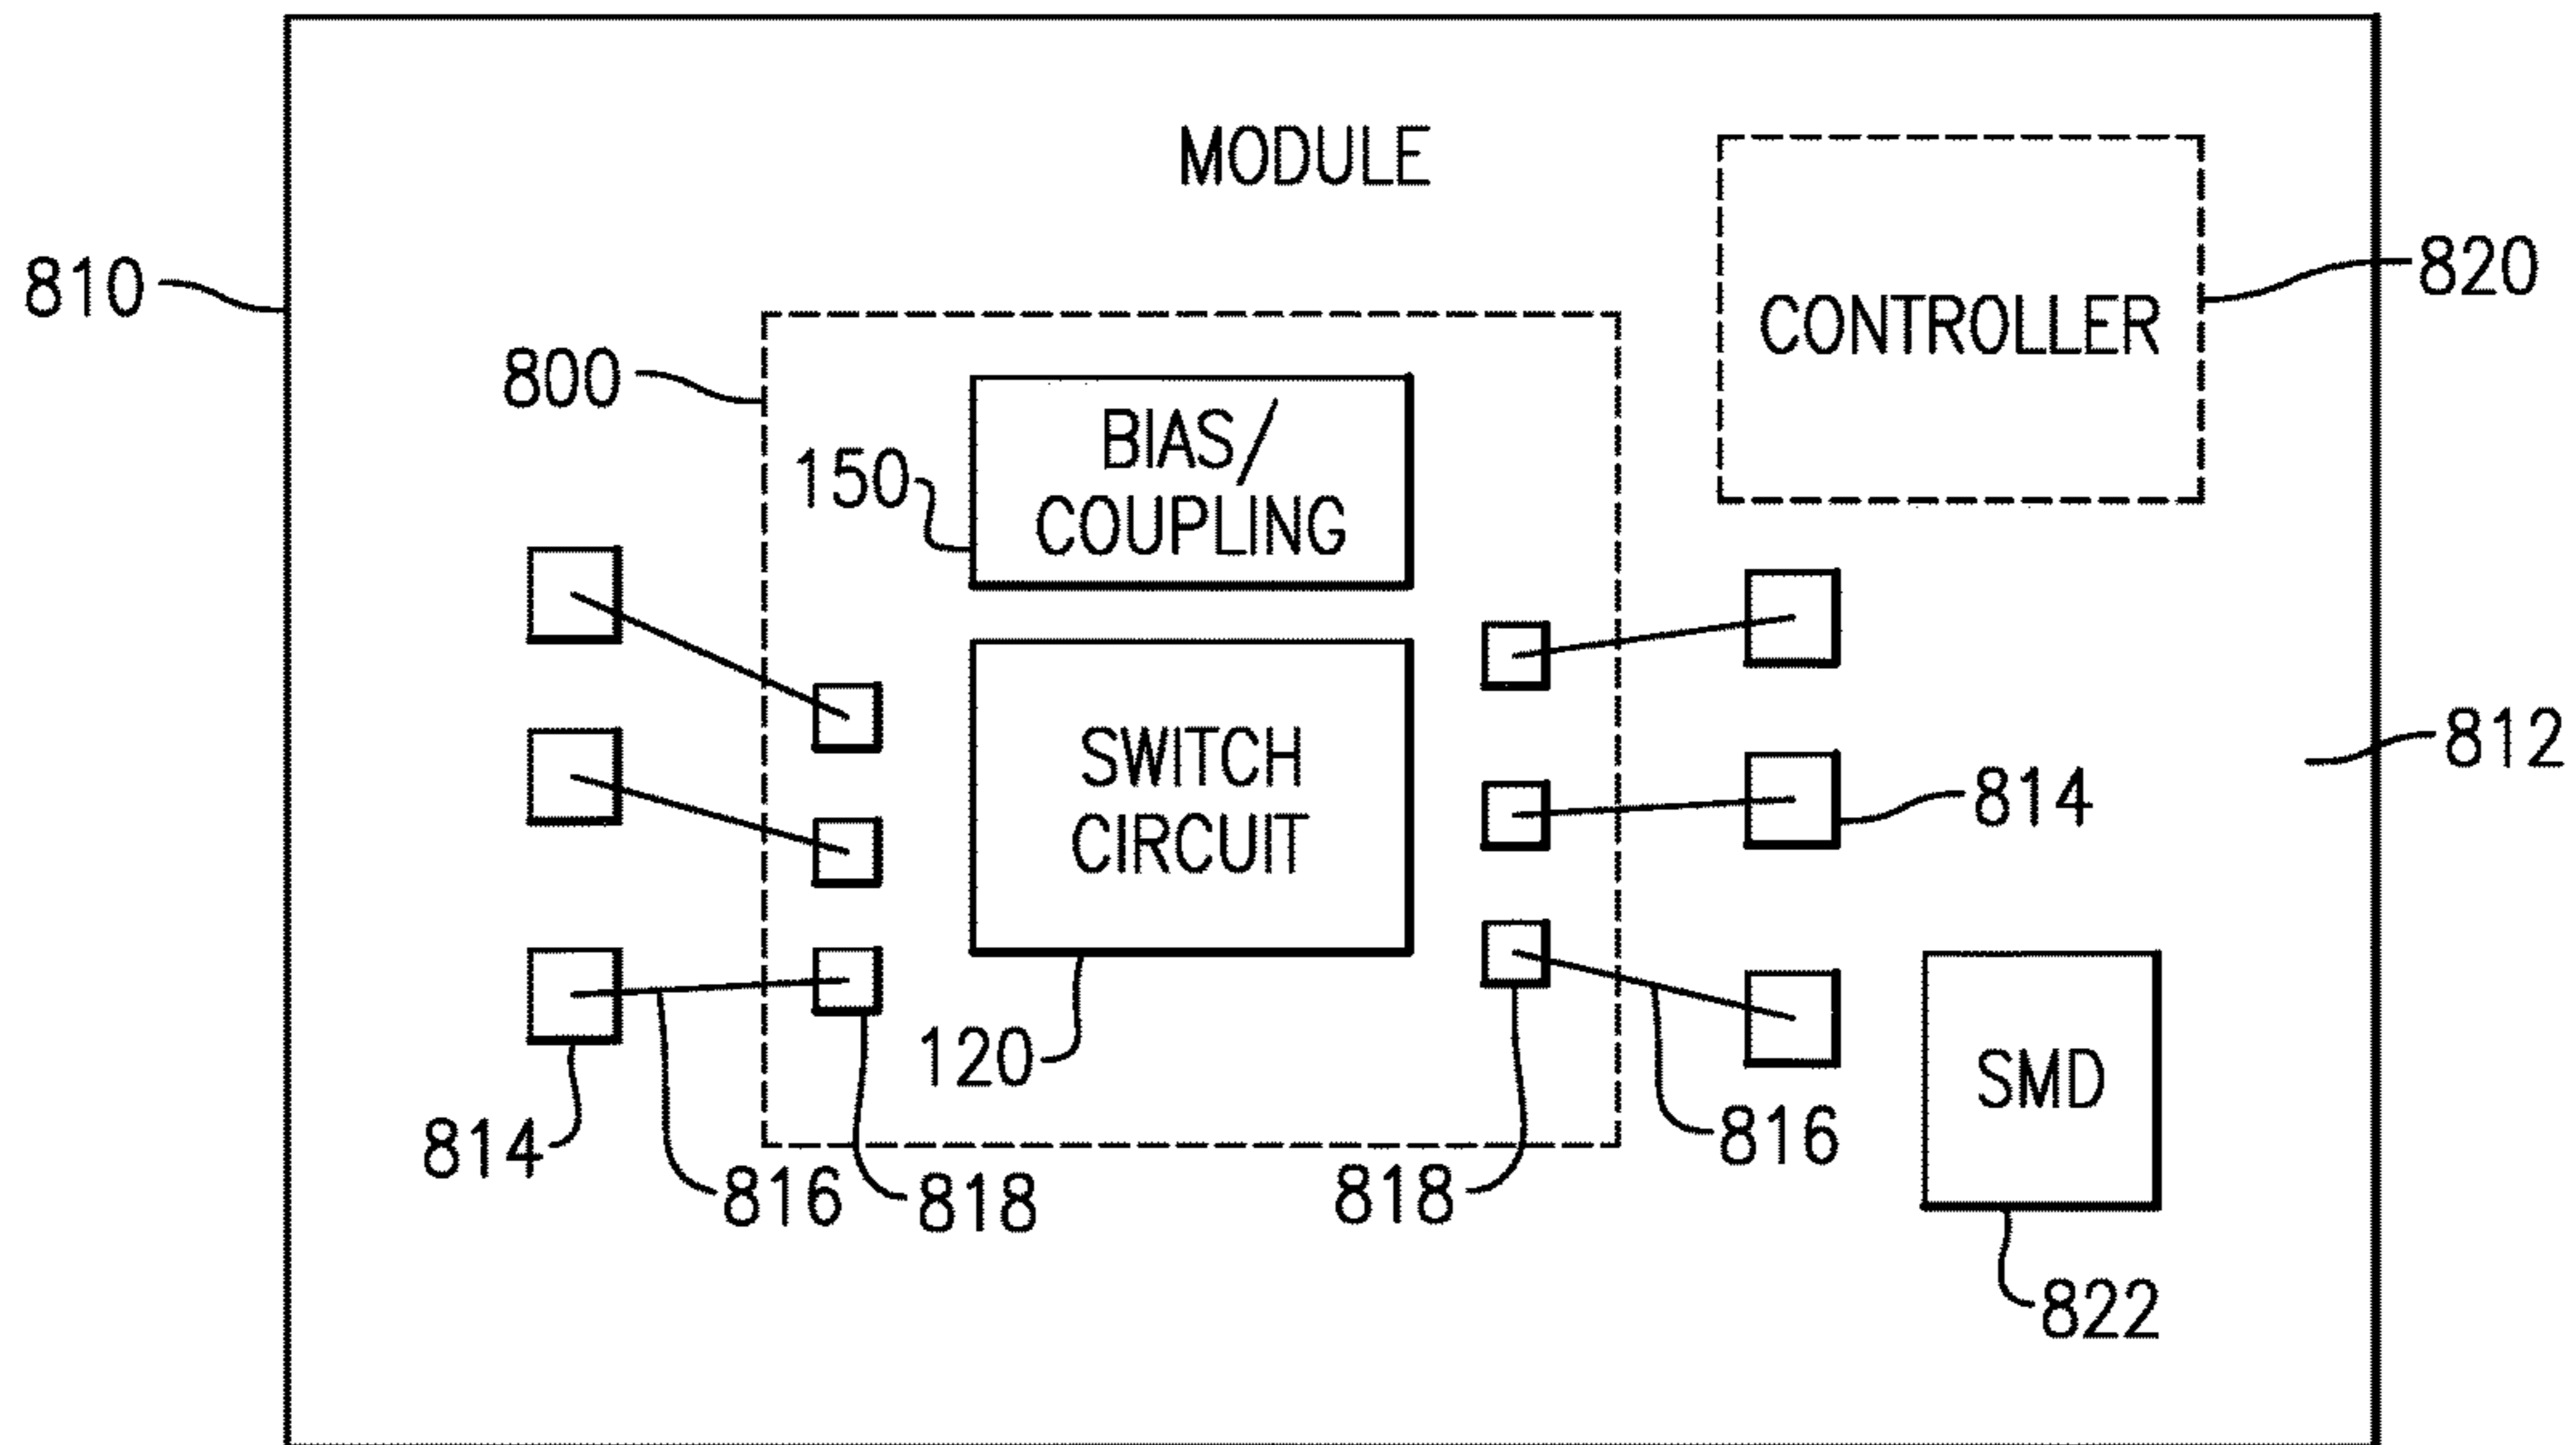 MODULE
810
820
CONTROLLER
800
BIAS/
COUPLING
150
SWITCH
CIRCUIT
812
814
120
SMD
814
816
818
818
816
822